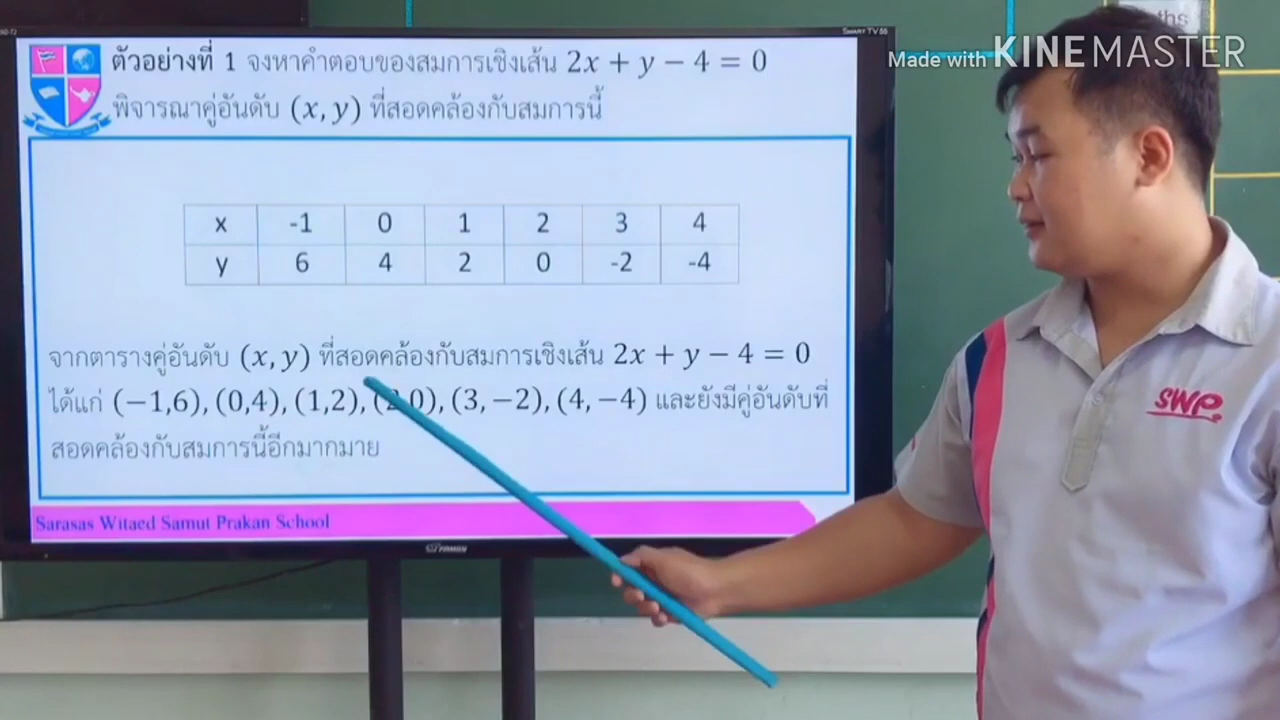 SMART TV 55
Maths
Made with KINEMASTER
ตัวอย่างที่ 1 จงหาคำตอบของสมการเชิงเส้น 2x + y − 4 = 0
พิจารณาคู่อันดับ (x, y) ที่สอดคล้องกับสมการนี้
x -1 0 1 2 3 4
y 6 4 2 0 -2 -4
จากตารางคู่อันดับ (x, y) ที่สอดคล้องกับสมการเชิงเส้น 2x + y − 4 = 0
ได้แก่ (−1,6), (0,4), (1,2), (2,0), (3, −2), (4, −4) และยังมีคู่อันดับที่
สอดคล้องกับสมการนี้อีกมากมาย
SWP
Sarasas Witaed Samut Prakan School